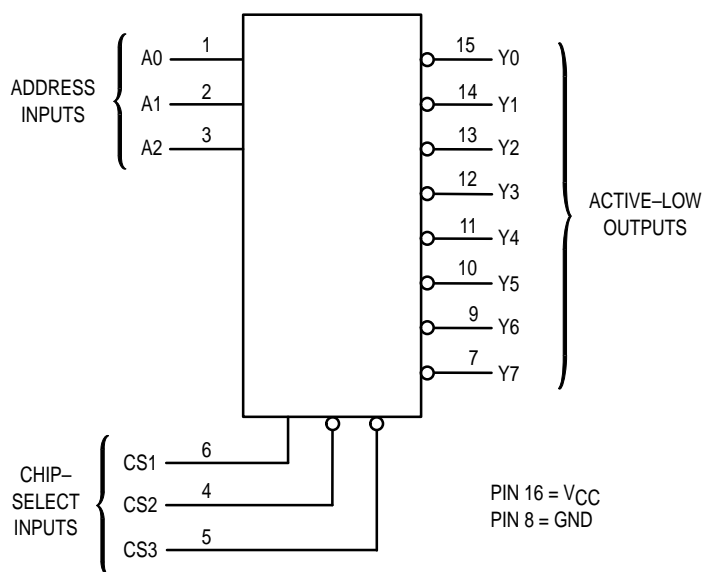 ADDRESS
INPUTS
A0 1
A1 2
A2 3
15 Y0
14 Y1
13 Y2
12 Y3
11 Y4
10 Y5
9 Y6
7 Y7
ACTIVE–LOW
OUTPUTS
CHIP–
SELECT
INPUTS
CS1 6
CS2 4
CS3 5
PIN 16 = VCC
PIN 8 = GND